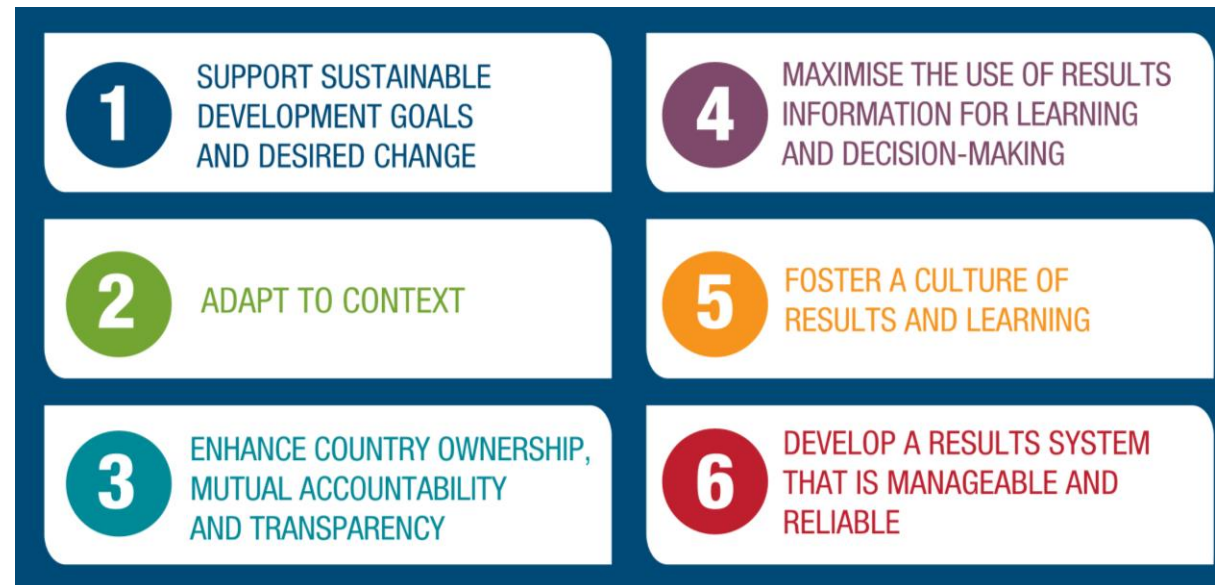 1
SUPPORT SUSTAINABLE
DEVELOPMENT GOALS
AND DESIRED CHANGE
2
ADAPT TO CONTEXT
3
ENHANCE COUNTRY OWNERSHIP,
MUTUAL ACCOUNTABILITY
AND TRANSPARENCY
4
MAXIMISE THE USE OF RESULTS
INFORMATION FOR LEARNING
AND DECISION-MAKING
5
FOSTER A CULTURE OF
RESULTS AND LEARNING
6
DEVELOP A RESULTS SYSTEM
THAT IS MANAGEABLE AND
RELIABLE